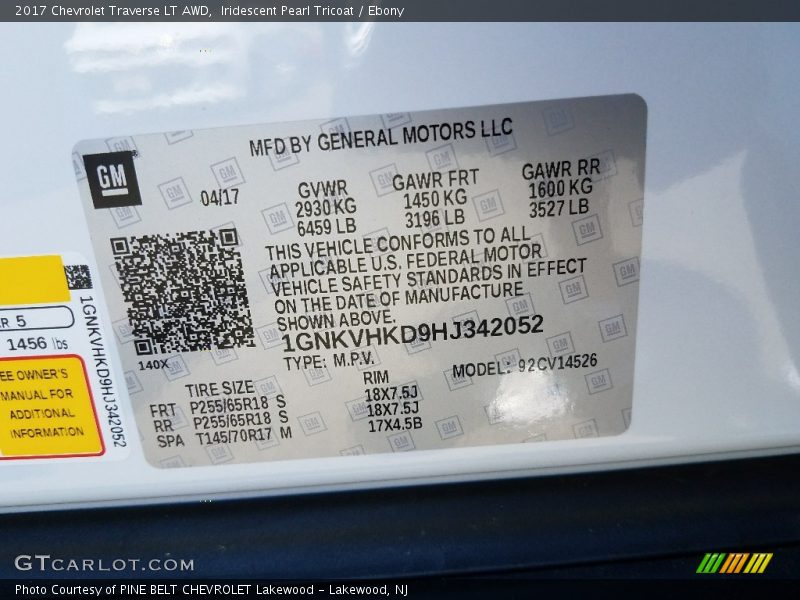 2017 Chevrolet Traverse LT AWD, Iridescent Pearl Tricoat / Ebony
MFD BY GENERAL MOTORS LLC
GM
04/17
GVWR GAWR FRT GAWR RR
2930 KG 1450 KG 1600 KG
6459 LB 3196 LB 3527 LB
THIS VEHICLE CONFORMS TO ALL
APPLICABLE U.S. FEDERAL MOTOR
VEHICLE SAFETY STANDARDS IN EFFECT
ON THE DATE OF MANUFACTURE
SHOWN ABOVE.
1GNKVHKD9HJ342052
140X
TYPE: M.P.V. MODEL: 92CV14526
TIRE SIZE RIM
FRT P255/65R18 S 18X7.5J
RR P255/65R18 S 18X7.5J
SPA T145/70R17 M 17X4.5B
5
1456 lbs
OWNER'S
MANUAL FOR
ADDITIONAL
INFORMATION
1GNKVHKD9HJ342052
GTCARLOT.COM
Photo Courtesy of PINE BELT CHEVROLET Lakewood - Lakewood, NJ